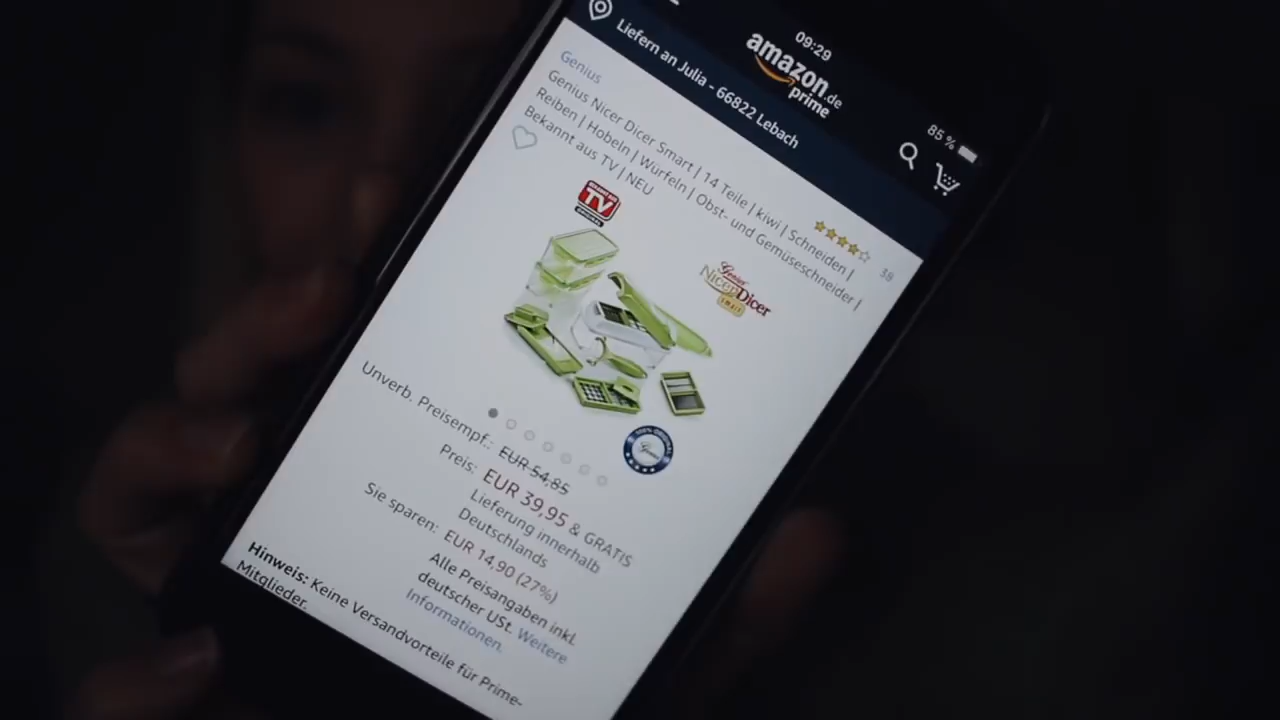 09:29
85 %
amazon.de
prime
Liefern an Julia - 66822 Lebach
Genius
38
Genius Nicer Dicer Smart | 14 Teile | kiwi | Schneiden |
Reiben | Hobeln | Würfeln | Obst- und Gemüseschneider |
Bekannt aus TV | NEU
TV
Genius
Nicer Dicer
SMART
Unverb. Preisempf.: EUR 54,85
Preis: EUR 39,95 & GRATIS
Lieferung innerhalb
Deutschlands
Sie sparen: EUR 14,90 (27%)
Alle Preisangaben inkl.
deutscher USt. Weitere
Informationen.
Hinweis: Keine Versandvorteile für Prime-
Mitglieder.